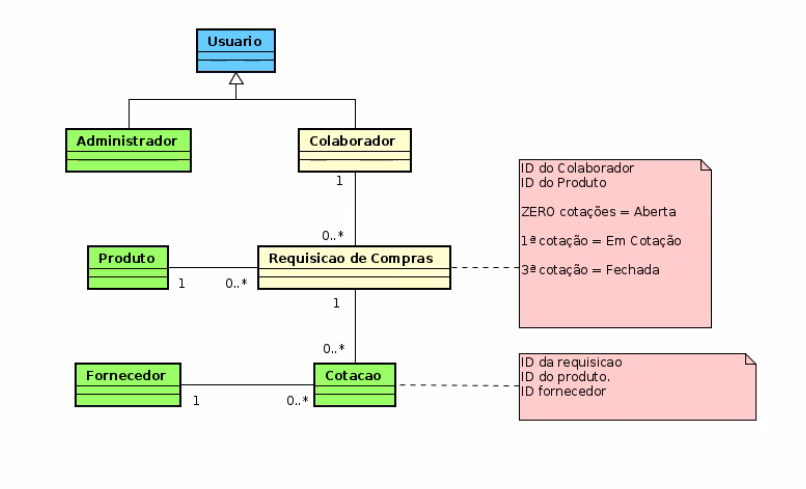 Usuario
Administrador
Colaborador
1
0..*
ID do Colaborador
ID do Produto
ZERO cotações = Aberta
1ª cotação = Em Cotação
3ª cotação = Fechada
Produto
1
0..*
Requisicao de Compras
1
0..*
Fornecedor
1
0..*
Cotacao
ID da requisicao
ID do produto.
ID fornecedor